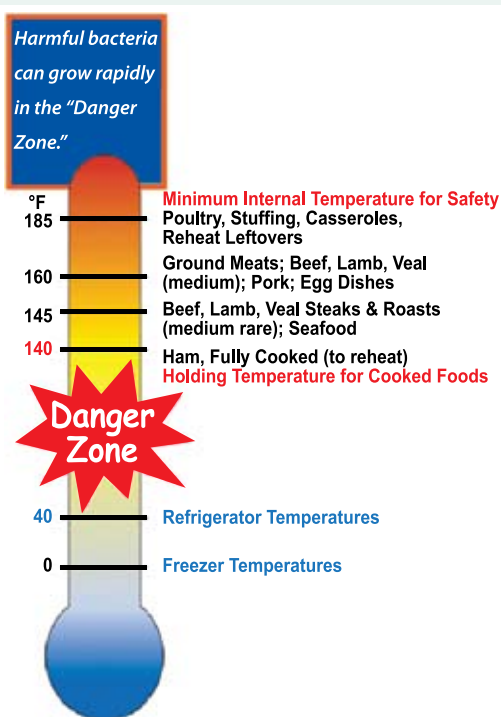 Harmful bacteria
can grow rapidly
in the “Danger
Zone.”
°F
Minimum Internal Temperature for Safety
185
Poultry, Stuffing, Casseroles,
Reheat Leftovers
160
Ground Meats; Beef, Lamb, Veal
(medium); Pork; Egg Dishes
145
Beef, Lamb, Veal Steaks & Roasts
(medium rare); Seafood
140
Ham, Fully Cooked (to reheat)
Holding Temperature for Cooked Foods
Danger
Zone
40
Refrigerator Temperatures
0
Freezer Temperatures